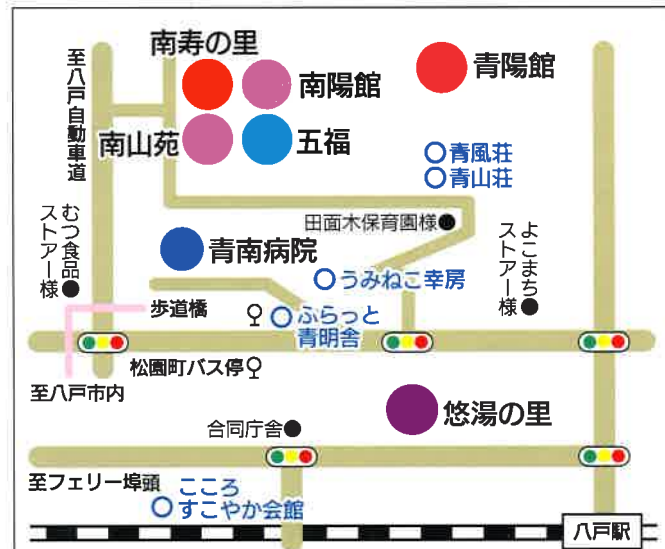 南寿の里
至八戸自動車道
南陽館
青陽館
南山苑
五福
青風荘
青山荘
むつ食品
ストアー様
田面木保育園様
よこまち
ストアー様
青南病院
うみねこ幸房
歩道橋
ふらっと
青明舎
松園町バス停
至八戸市内
悠湯の里
合同庁舎
至フェリー埠頭
こころ
すこやか会館
八戸駅